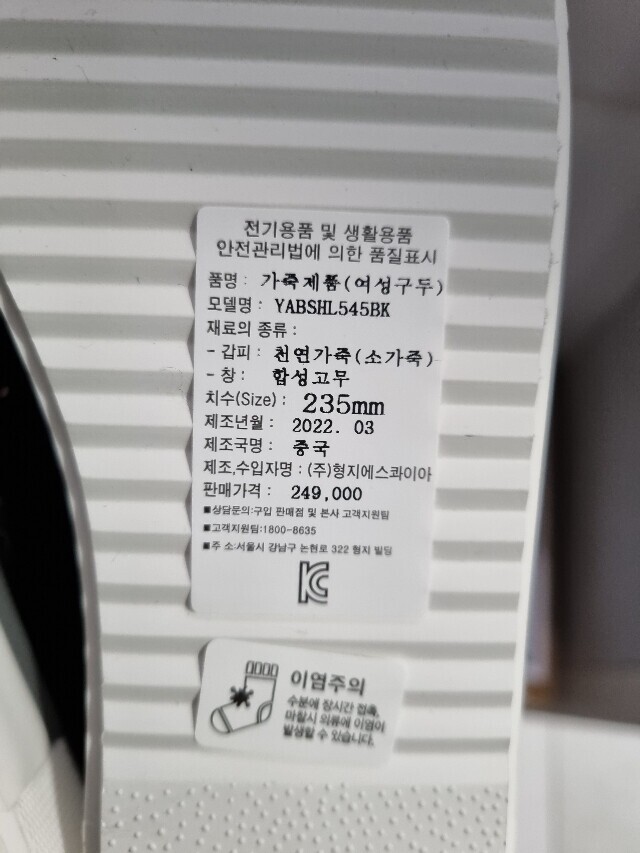 전기용품 및 생활용품
안전관리법에 의한 품질표시
품명 : 가죽제품(여성구두)
모델명 : YABSHL545BK
재료의 종류 :
- 갑피 : 천연가죽(소가죽)
- 창 : 합성고무
치수(Size) : 235mm
제조년월 : 2022. 03
제조국명 : 중국
제조,수입자명 : (주)형지에스콰이아
판매가격 : 249,000
■상담문의:구입 판매점 및 본사 고객지원팀
■고객지원팀:1800-8635
■주 소:서울시 강남구 논현로 322 형지 빌딩
KC
이염주의
수분에 장시간 접촉,
마찰시 의류에 이염이
발생할 수 있습니다.